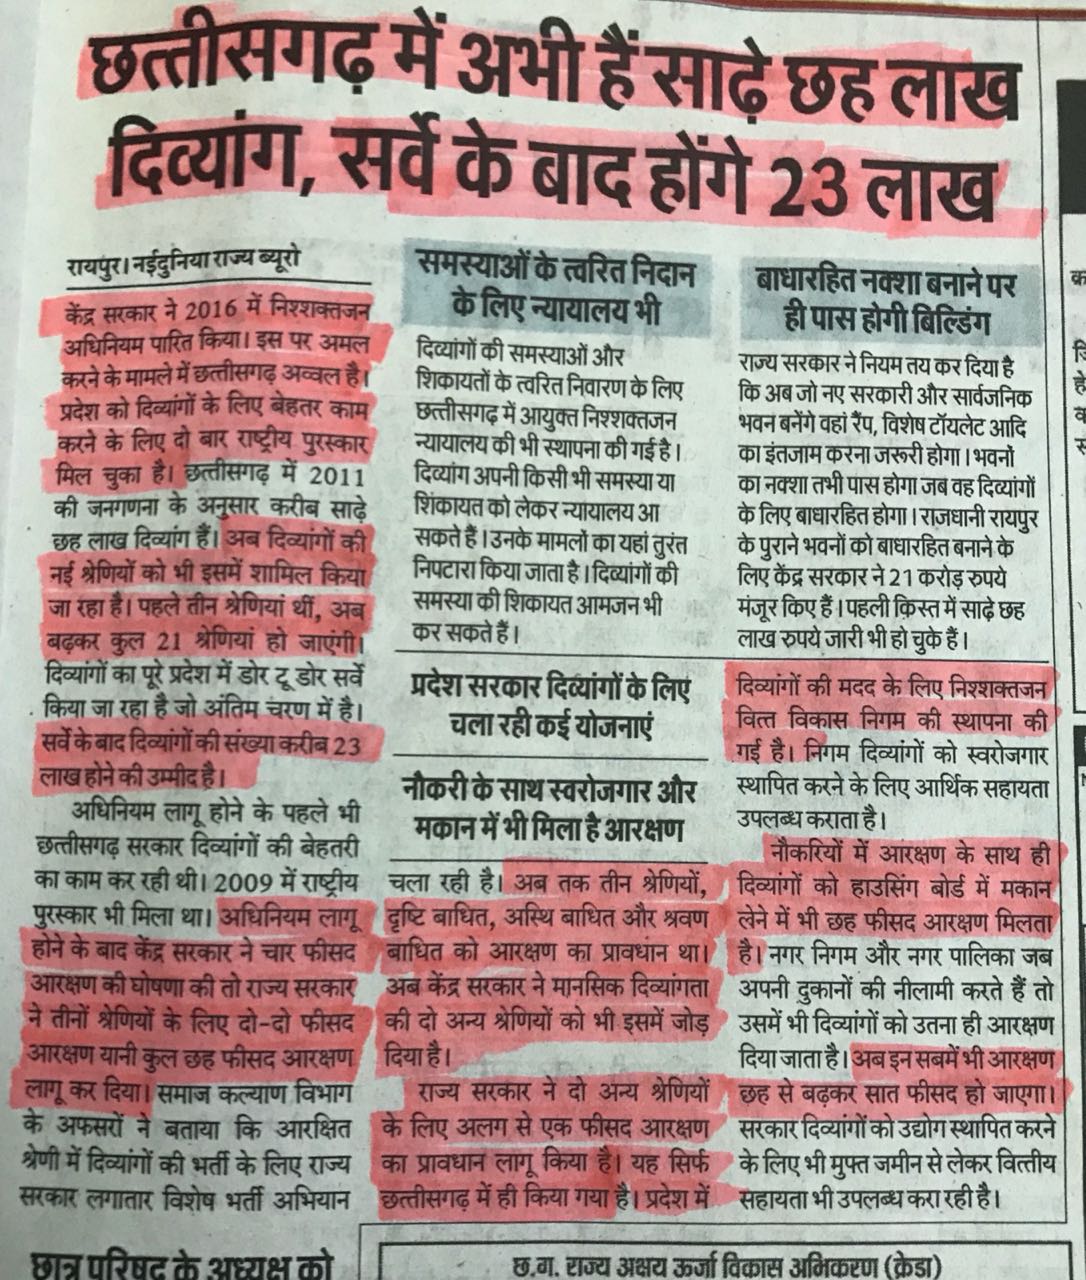 छत्तीसगढ़ में अभी हैं साढ़े छह लाख
दिव्यांग, सर्वे के बाद होंगे 23 लाख
रायपुर। नईदुनिया राज्य ब्यूरो
केंद्र सरकार ने 2016 में निश्शक्तजन
अधिनियम पारित किया। इस पर अमल
करने के मामले में छत्तीसगढ़ अव्वल है।
प्रदेश को दिव्यांगों के लिए बेहतर काम
करने के लिए दो बार राष्ट्रीय पुरस्कार
मिल चुका है। छत्तीसगढ़ में 2011
की जनगणना के अनुसार करीब साढ़े
छह लाख दिव्यांग हैं। अब दिव्यांगों की
नई श्रेणियों को भी इसमें शामिल किया
जा रहा है। पहले तीन श्रेणियां थीं, अब
बढ़कर कुल 21 श्रेणियां हो जाएंगी।
दिव्यांगों का पूरे प्रदेश में डोर टू डोर सर्वे
किया जा रहा है जो अंतिम चरण में है।
सर्वे के बाद दिव्यांगों की संख्या करीब 23
लाख होने की उम्मीद है।
अधिनियम लागू होने के पहले भी
छत्तीसगढ़ सरकार दिव्यांगों की बेहतरी
का काम कर रही थी। 2009 में राष्ट्रीय
पुरस्कार भी मिला था। अधिनियम लागू
होने के बाद केंद्र सरकार ने चार फीसद
आरक्षण की घोषणा की तो राज्य सरकार
ने तीनों श्रेणियों के लिए दो-दो फीसद
आरक्षण यानी कुल छह फीसद आरक्षण
लागू कर दिया। समाज कल्याण विभाग
के अफसरों ने बताया कि आरक्षित
श्रेणी में दिव्यांगों की भर्ती के लिए राज्य
सरकार लगातार विशेष भर्ती अभियान
समस्याओं के त्वरित निदान
के लिए न्यायालय भी
दिव्यांगों की समस्याओं और
शिकायतों के त्वरित निवारण के लिए
छत्तीसगढ़ में आयुक्त निश्शक्तजन
न्यायालय की भी स्थापना की गई है।
दिव्यांग अपनी किसी भी समस्या या
शिकायत को लेकर न्यायालय आ
सकते हैं। उनके मामलों का यहां तुरंत
निपटारा किया जाता है। दिव्यांगों की
समस्या की शिकायत आमजन भी
कर सकते हैं।
बाधारहित नक्शा बनाने पर
ही पास होगी बिल्डिंग
राज्य सरकार ने नियम तय कर दिया है
कि अब जो नए सरकारी और सार्वजनिक
भवन बनेंगे वहां रैंप, विशेष टॉयलेट आदि
का इंतजाम करना जरूरी होगा। भवनों
का नक्शा तभी पास होगा जब वह दिव्यांगों
के लिए बाधारहित होगा। राजधानी रायपुर
के पुराने भवनों को बाधारहित बनाने के
लिए केंद्र सरकार ने 21 करोड़ रुपये
मंजूर किए हैं। पहली क़िस्त में साढ़े छह
लाख रुपये जारी भी हो चुके हैं।
प्रदेश सरकार दिव्यांगों के लिए
चला रही कई योजनाएं
नौकरी के साथ स्वरोजगार और
मकान में भी मिला है आरक्षण
चला रही है। अब तक तीन श्रेणियों,
दृष्टि बाधित, अस्थि बाधित और श्रवण
बाधित को आरक्षण का प्रावधान था।
अब केंद्र सरकार ने मानसिक दिव्यांगता
की दो अन्य श्रेणियों को भी इसमें जोड़
दिया है।
राज्य सरकार ने दो अन्य श्रेणियों
के लिए अलग से एक फीसद आरक्षण
का प्रावधान लागू किया है। यह सिर्फ
छत्तीसगढ़ में ही किया गया है। प्रदेश में
दिव्यांगों की मदद के लिए निश्शक्तजन
वित्त विकास निगम की स्थापना की
गई है। निगम दिव्यांगों को स्वरोजगार
स्थापित करने के लिए आर्थिक सहायता
उपलब्ध कराता है।
नौकरियों में आरक्षण के साथ ही
दिव्यांगों को हाउसिंग बोर्ड में मकान
लेने में भी छह फीसद आरक्षण मिलता
है। नगर निगम और नगर पालिका जब
अपनी दुकानों की नीलामी करते हैं तो
उसमें भी दिव्यांगों को उतना ही आरक्षण
दिया जाता है। अब इन सबमें भी आरक्षण
छह से बढ़कर सात फीसद हो जाएगा।
सरकार दिव्यांगों को उद्योग स्थापित करने
के लिए भी मुफ्त जमीन से लेकर वित्तीय
सहायता भी उपलब्ध करा रही है।
छात्र परिषद के अध्यक्ष को
छ.ग. राज्य अक्षय ऊर्जा विकास अभिकरण (क्रेडा)